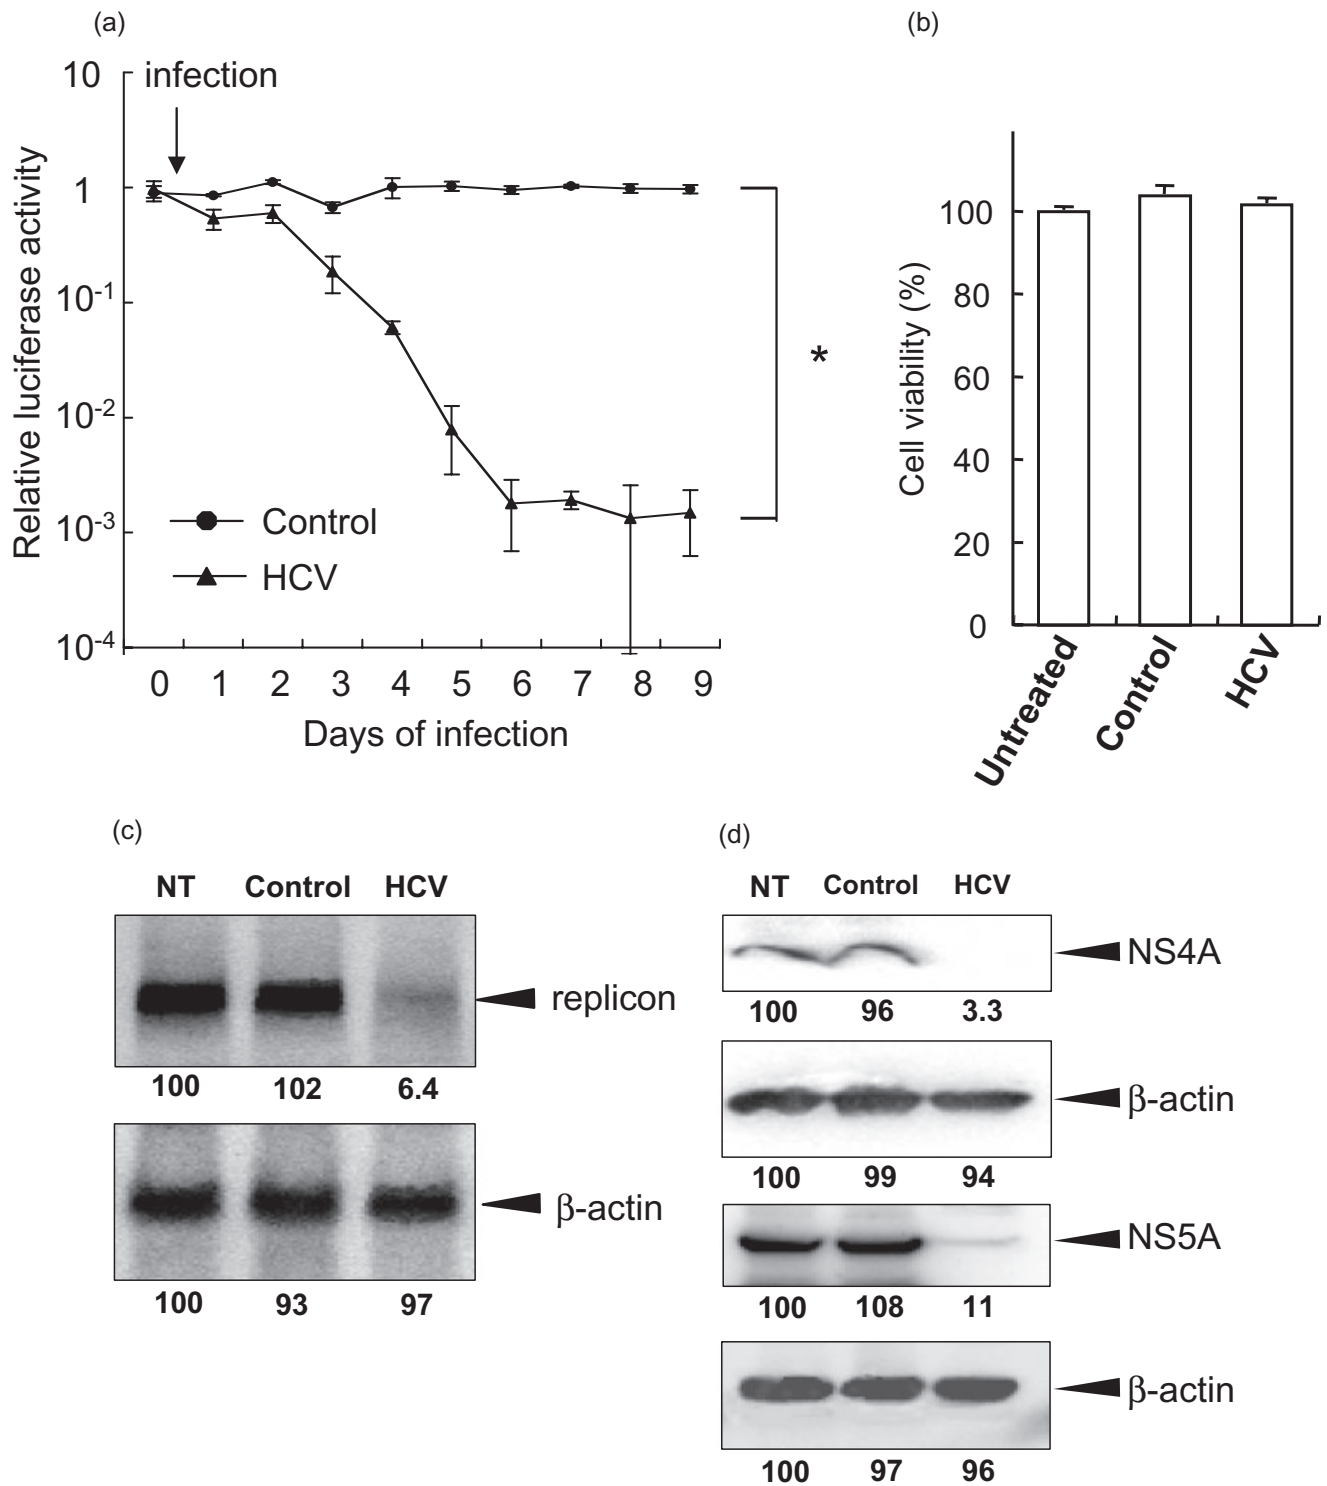 (a)
10
infection
1
10-1
10-2
10-3
10-4
Relative luciferase activity
Control
HCV
*
0 1 2 3 4 5 6 7 8 9
Days of infection
(b)
100
80
60
40
20
0
Cell viability (%)
Untreated
Control
HCV
(c)
NT Control HCV
replicon
100 102 6.4
β-actin
100 93 97
(d)
NT Control HCV
NS4A
100 96 3.3
β-actin
100 99 94
NS5A
100 108 11
β-actin
100 97 96